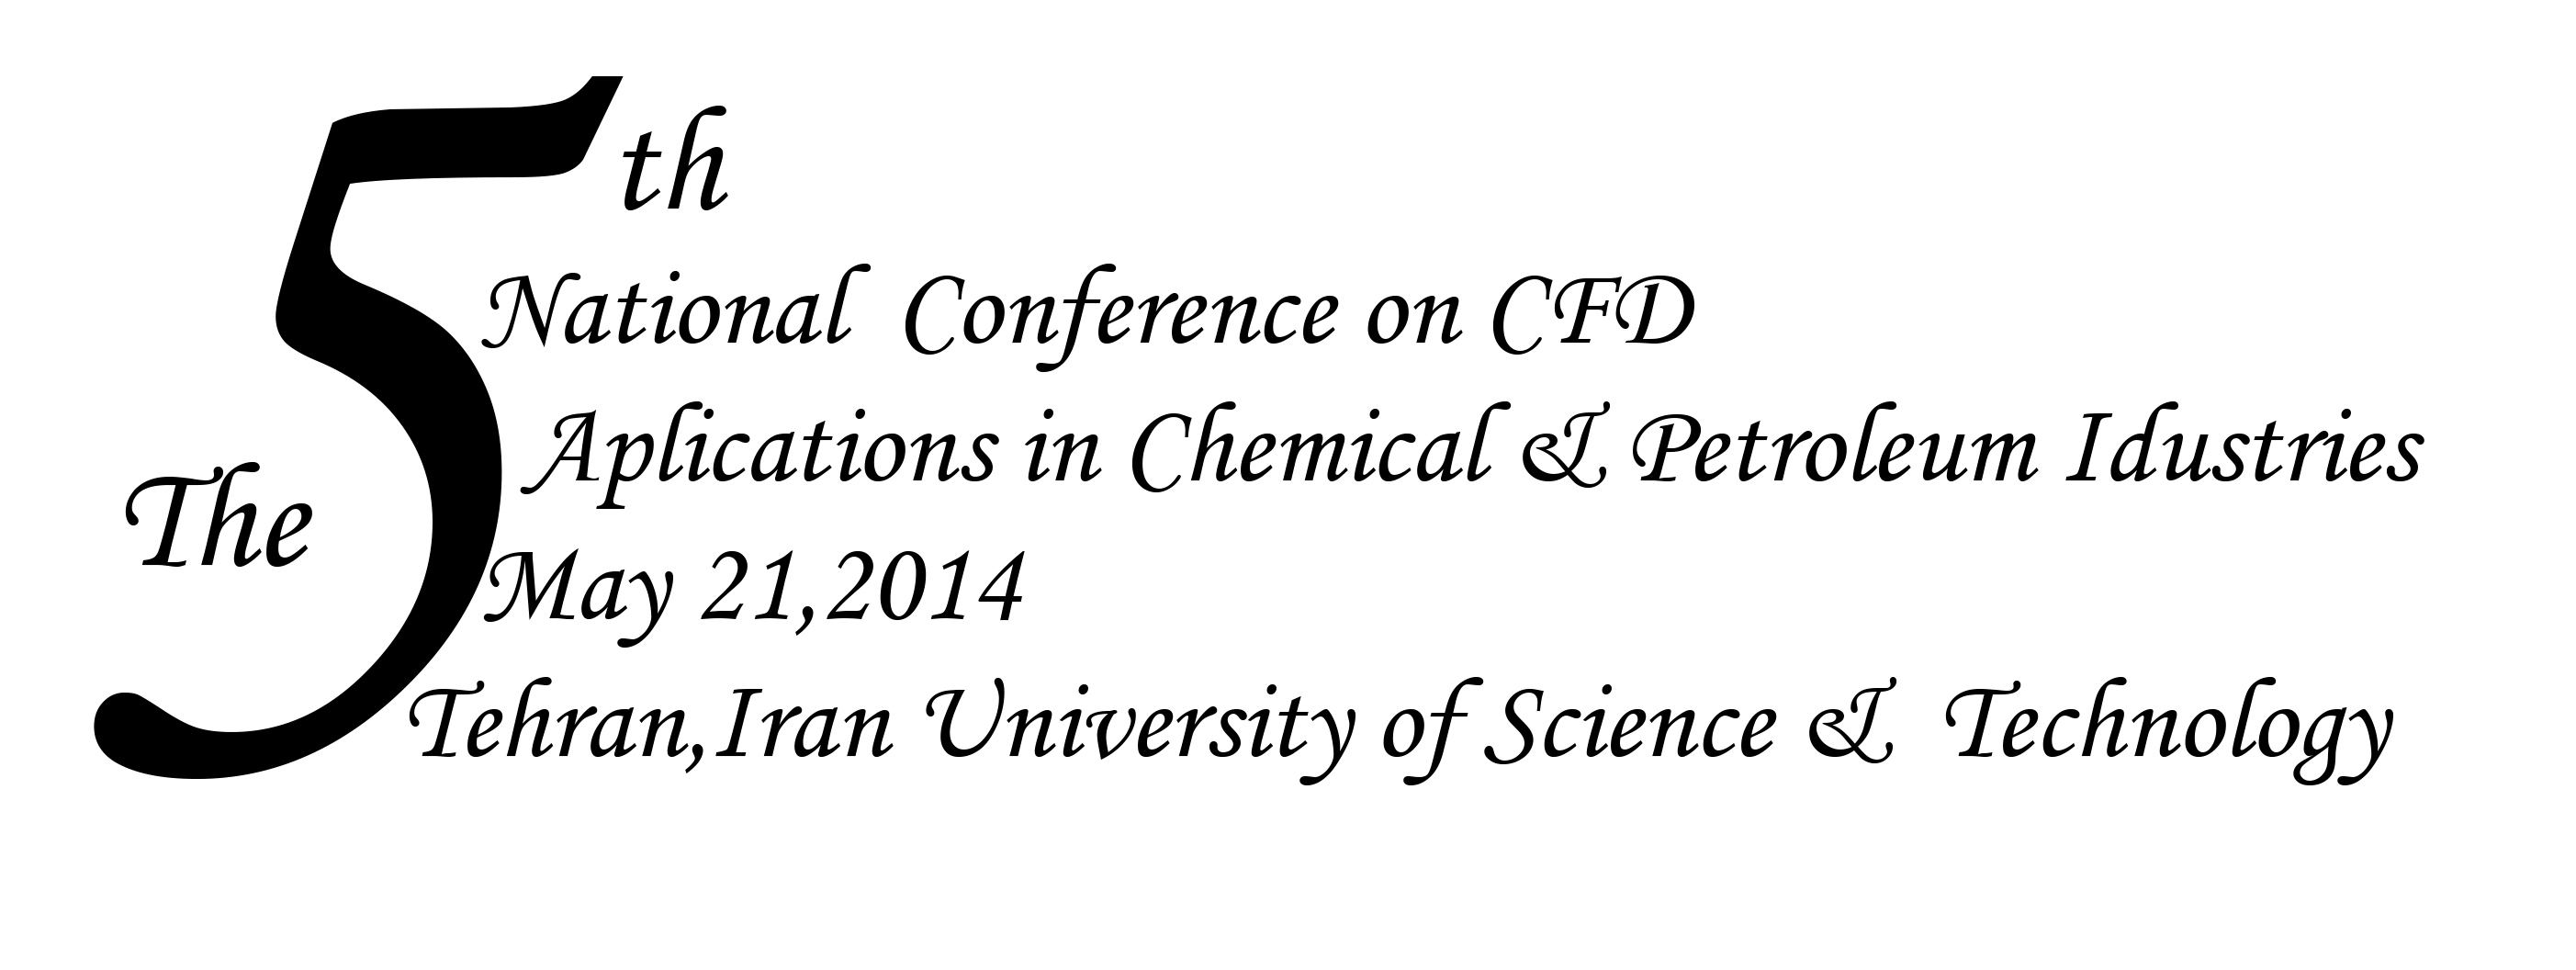 The 5th
National Conference on CFD
Aplications in Chemical & Petroleum Idustries
May 21,2014
Tehran,Iran University of Science & Technology